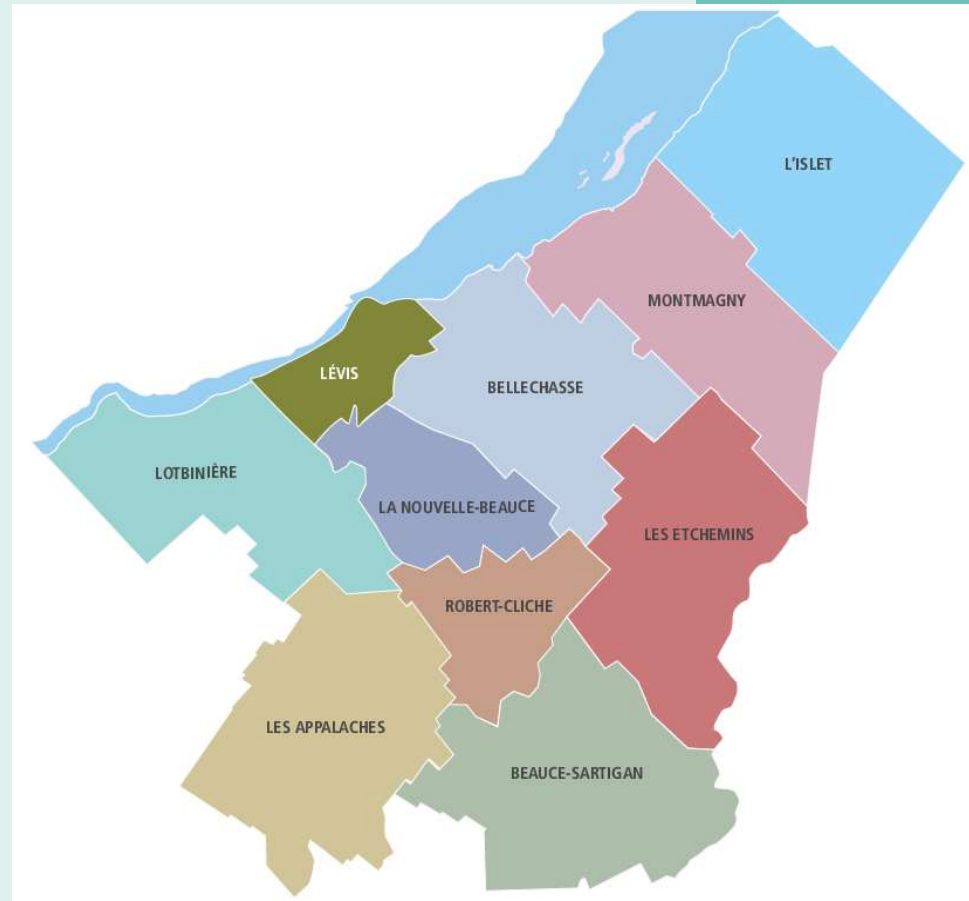 L'ISLET
MONTMAGNY
LÉVIS
BELLECHASSE
LOTBINIÈRE
LA NOUVELLE-BEAUCE
LES ETCHEMINS
ROBERT-CLICHE
LES APPALACHES
BEAUCE-SARTIGAN